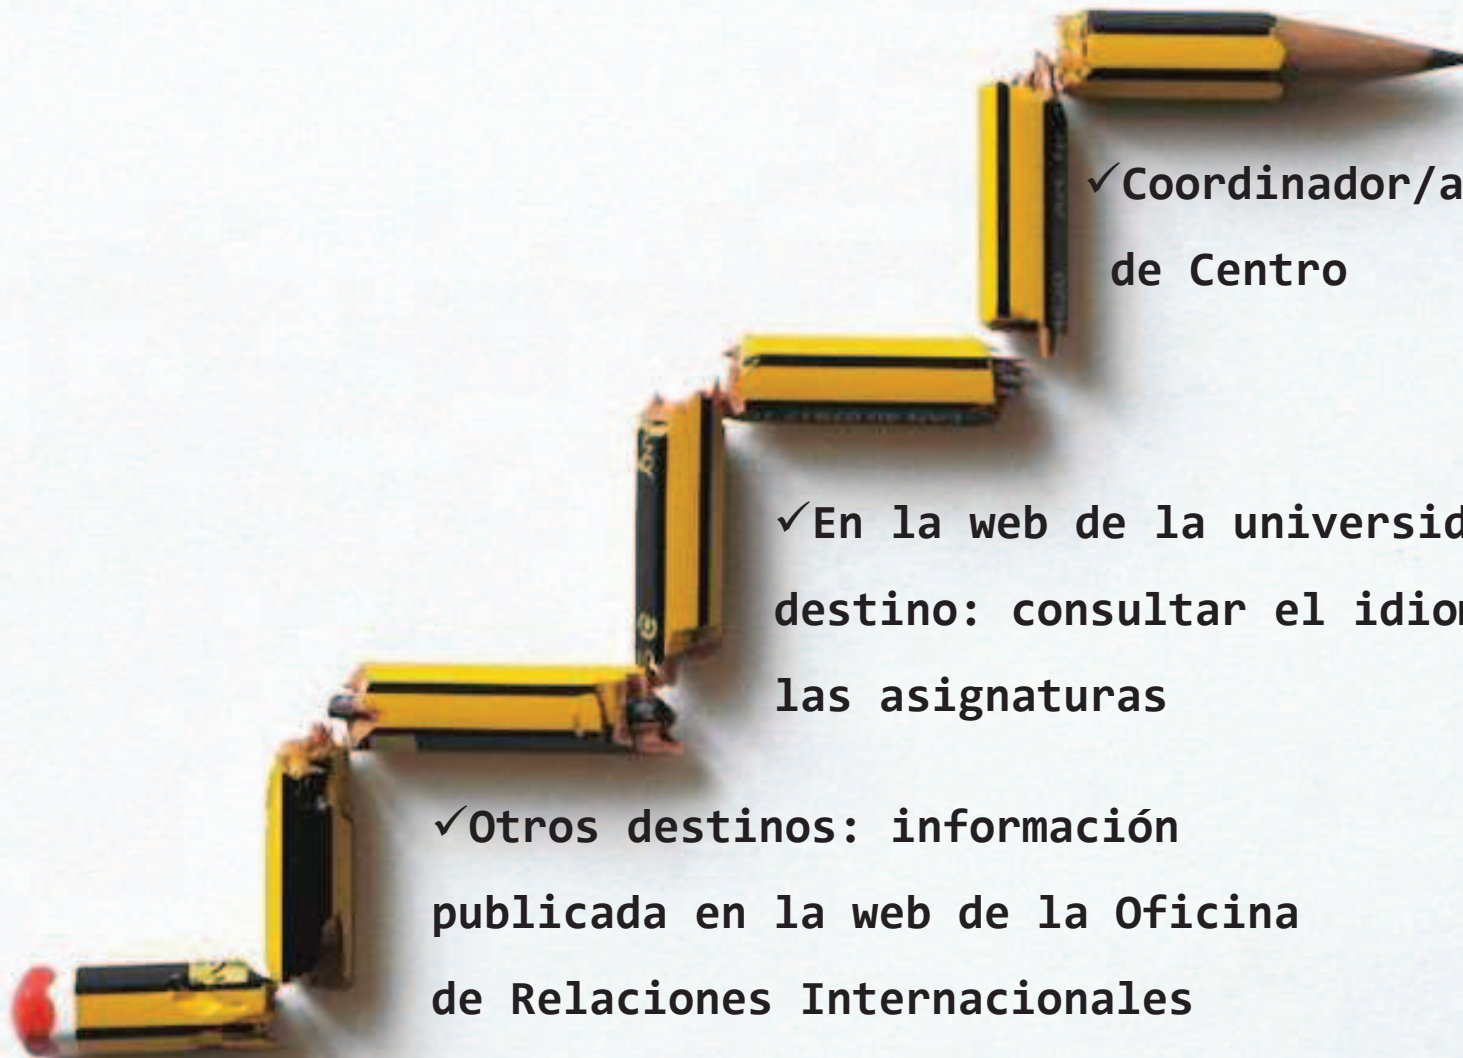 ✓Coordinador/a
de Centro
✓En la web de la universid
destino: consultar el idiom
las asignaturas
✓Otros destinos: información
publicada en la web de la Oficina
de Relaciones Internacionales